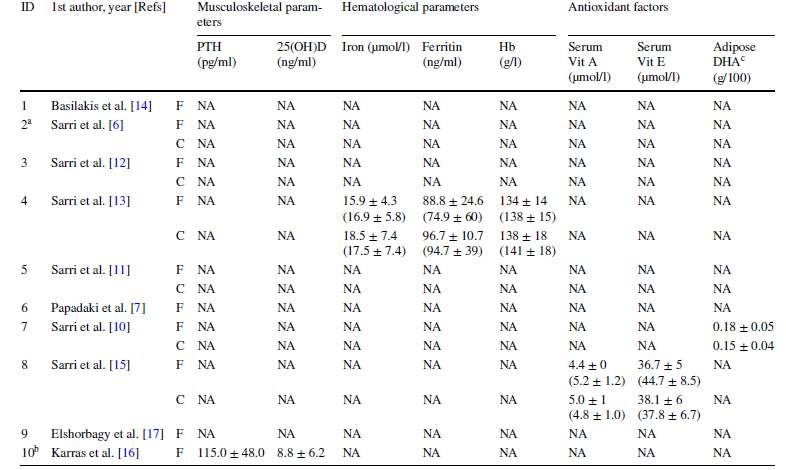 ID 1st author, year [Refs] Musculoskeletal param- Hematological parameters Antioxidant factors
eters
PTH 25(OH)D Iron (µmol/l) Ferritin Hb Serum Serum Adipose
(pg/ml) (ng/ml) (ng/ml) (g/l) Vit A Vit E DHAc
(µmol/l) (µmol/l) (g/100)
1 Basilakis et al. [14] F NA NA NA NA NA NA NA NA
2a Sarri et al. [6] F NA NA NA NA NA NA NA NA
C NA NA NA NA NA NA NA NA
3 Sarri et al. [12] F NA NA NA NA NA NA NA NA
C NA NA NA NA NA NA NA NA
4 Sarri et al. [13] F NA NA 15.9 ± 4.3 88.8 ± 24.6 134 ± 14 NA NA NA
(16.9 ± 5.8) (74.9 ± 60) (138 ± 15)
C NA NA 18.5 ± 7.4 96.7 ± 10.7 138 ± 18 NA NA NA
(17.5 ± 7.4) (94.7 ± 39) (141 ± 18)
5 Sarri et al. [11] F NA NA NA NA NA NA NA NA
C NA NA NA NA NA NA NA NA
6 Papadaki et al. [7] F NA NA NA NA NA NA NA NA
7 Sarri et al. [10] F NA NA NA NA NA NA NA 0.18 ± 0.05
C NA NA NA NA NA NA NA 0.15 ± 0.04
8 Sarri et al. [15] F NA NA NA NA NA 4.4 ± 0 36.7 ± 5 NA
(5.2 ± 1.2) (44.7 ± 8.5)
C NA NA NA NA NA 5.0 ± 1 38.1 ± 6 NA
(4.8 ± 1.0) (37.8 ± 6.7)
9 Elshorbagy et al. [17] F NA NA NA NA NA NA NA NA
10b Karras et al. [16] F 115.0 ± 48.0 8.8 ± 6.2 NA NA NA NA NA NA